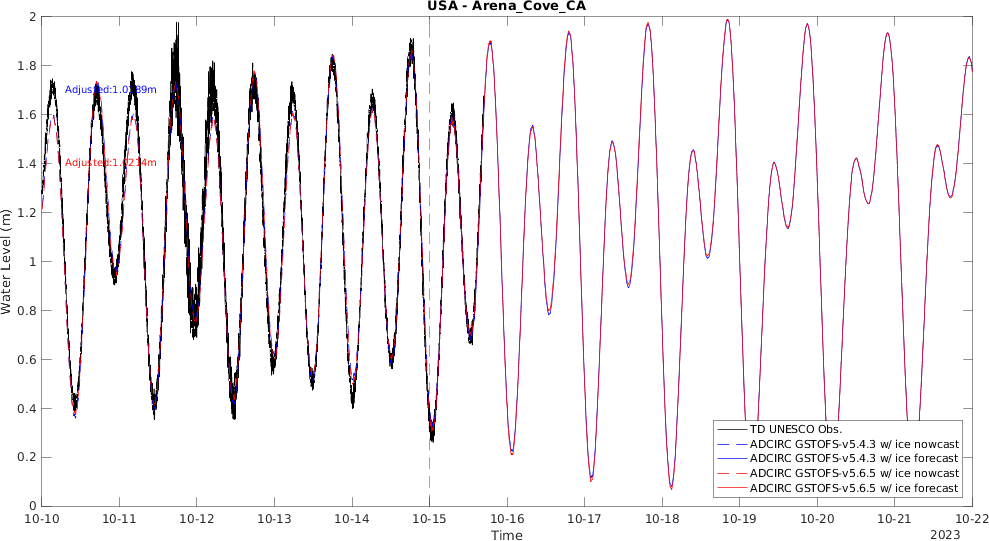 USA - Arena_Cove_CA
2
1.8
1.6
1.4
1.2
1
0.8
0.6
0.4
0.2
0
Water Level (m)
Adjusted:
Adjusted:
TD UNESCO Obs.
ADCIRC GSTOFS-v5.4.3 w/ ice nowcast
ADCIRC GSTOFS-v5.4.3 w/ ice forecast
ADCIRC GSTOFS-v5.6.5 w/ ice nowcast
ADCIRC GSTOFS-v5.6.5 w/ ice forecast
10-10 10-11 10-12 10-13 10-14 10-15 10-16 10-17 10-18 10-19 10-20 10-21 10-22
Time
2023